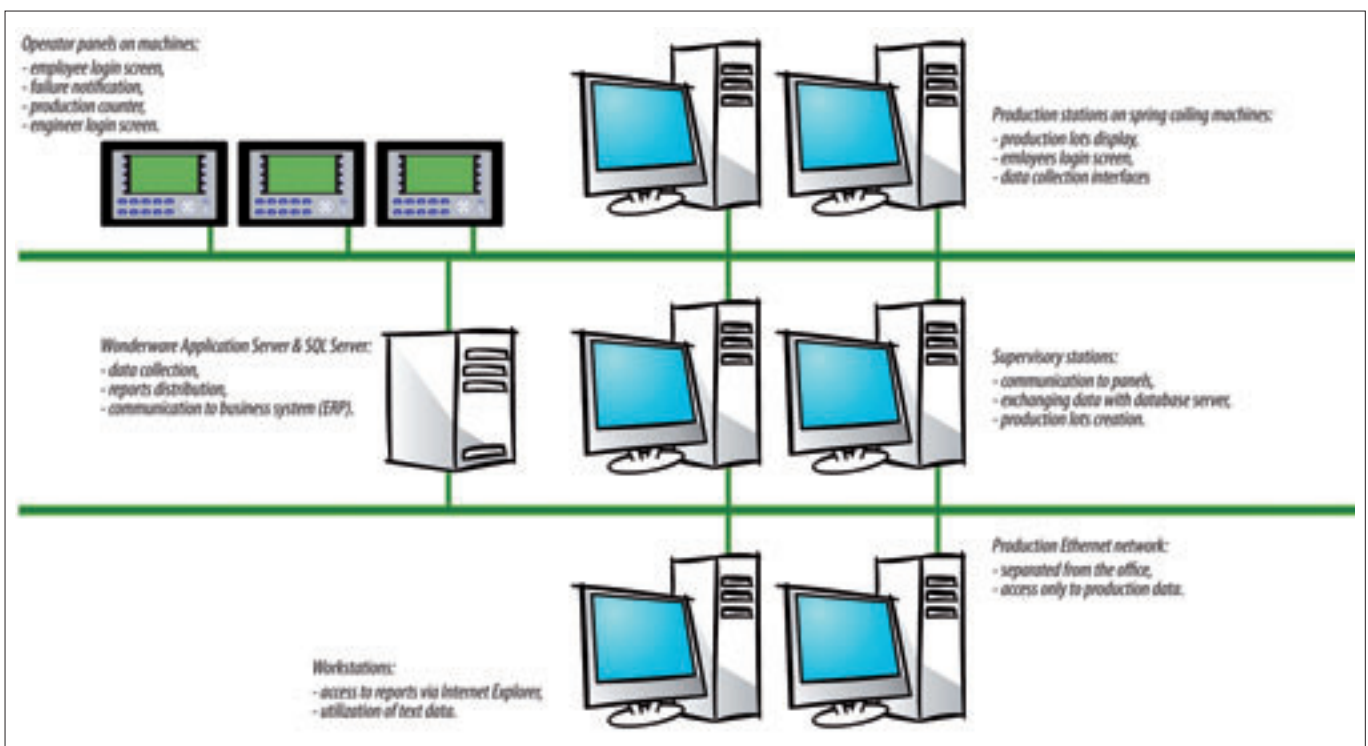 Operator panels on machines:
- employee login screen,
- failure notification,
- production counter,
- engineer login screen.
Production stations on spring coiling machines:
- production lots display,
- emloyees login screen,
- data collection interfaces
Wonderware Application Server & SQL Server:
- data collection,
- reports distribution,
- communication to business system (ERP).
Supervisory stations:
- communication to panels,
- exchanging data with database server,
- production lots creation.
Production Ethernet network:
- separated from the office,
- access only to production data.
Workstations:
- access to reports via Internet Explorer,
- utilization of text data.